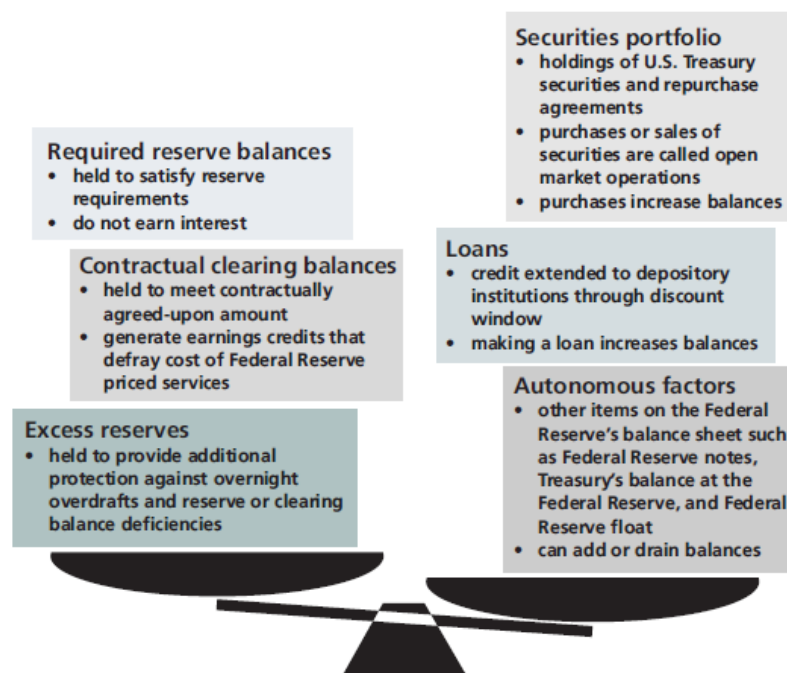 Required reserve balances
• held to satisfy reserve
requirements
• do not earn interest
Contractual clearing balances
• held to meet contractually
agreed-upon amount
• generate earnings credits that
defray cost of Federal Reserve
priced services
Excess reserves
• held to provide additional
protection against overnight
overdrafts and reserve or clearing
balance deficiencies
Securities portfolio
• holdings of U.S. Treasury
securities and repurchase
agreements
• purchases or sales of
securities are called open
market operations
• purchases increase balances
Loans
• credit extended to depository
institutions through discount
window
• making a loan increases balances
Autonomous factors
• other items on the Federal
Reserve's balance sheet such
as Federal Reserve notes,
Treasury's balance at the
Federal Reserve, and Federal
Reserve float
• can add or drain balances